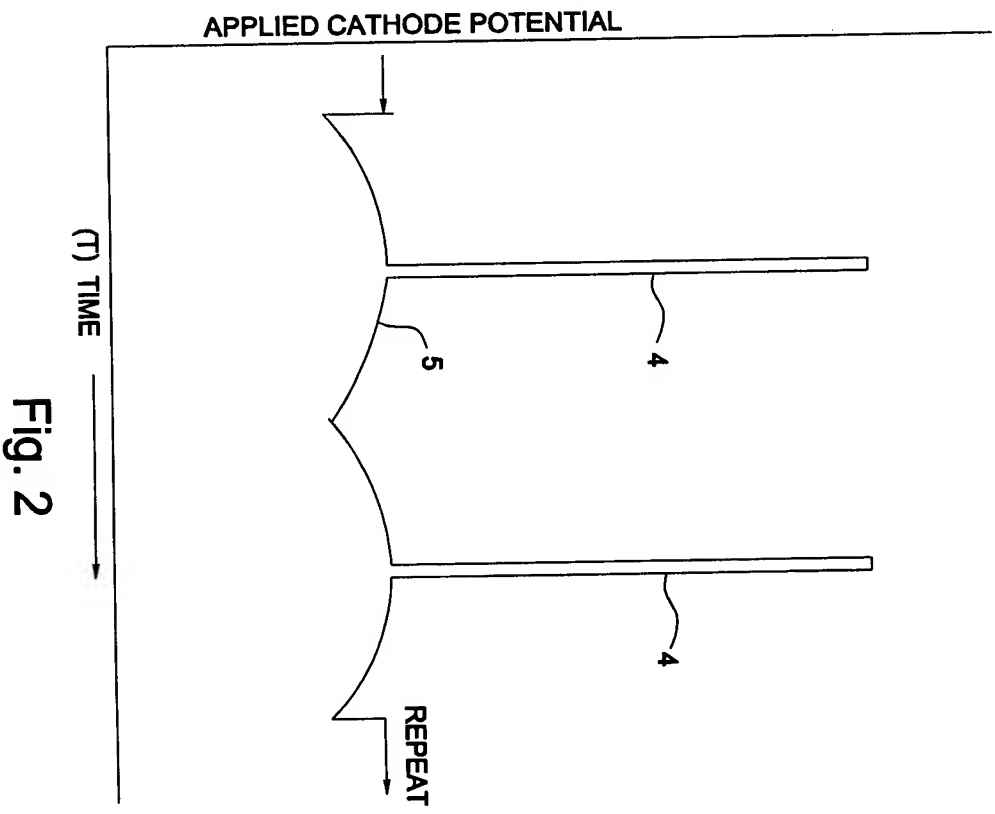 APPLIED CATHODE POTENTIAL
4
4
5
REPEAT
(T) TIME
Fig. 2